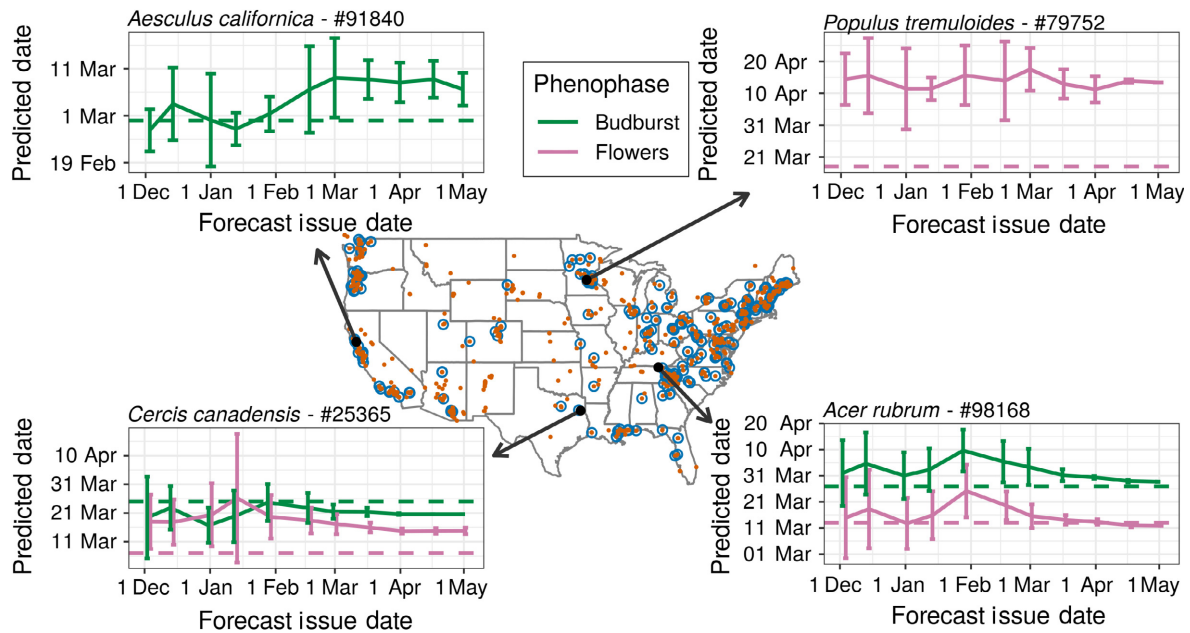 Aesculus californica - #91840
Predicted date
11 Mar
1 Mar
19 Feb
1 Dec
1 Jan
1 Feb
1 Mar
1 Apr
1 May
Forecast issue date
Phenophase
Budburst
Flowers
Populus tremuloides - #79752
Predicted date
20 Apr
10 Apr
31 Mar
21 Mar
1 Dec
1 Jan
1 Feb
1 Mar
1 Apr
1 May
Forecast issue date
Cercis canadensis - #25365
Predicted date
10 Apr
31 Mar
21 Mar
11 Mar
1 Dec
1 Jan
1 Feb
1 Mar
1 Apr
1 May
Forecast issue date
Acer rubrum - #98168
Predicted date
20 Apr
10 Apr
31 Mar
21 Mar
11 Mar
01 Mar
1 Dec
1 Jan
1 Feb
1 Mar
1 Apr
1 May
Forecast issue date